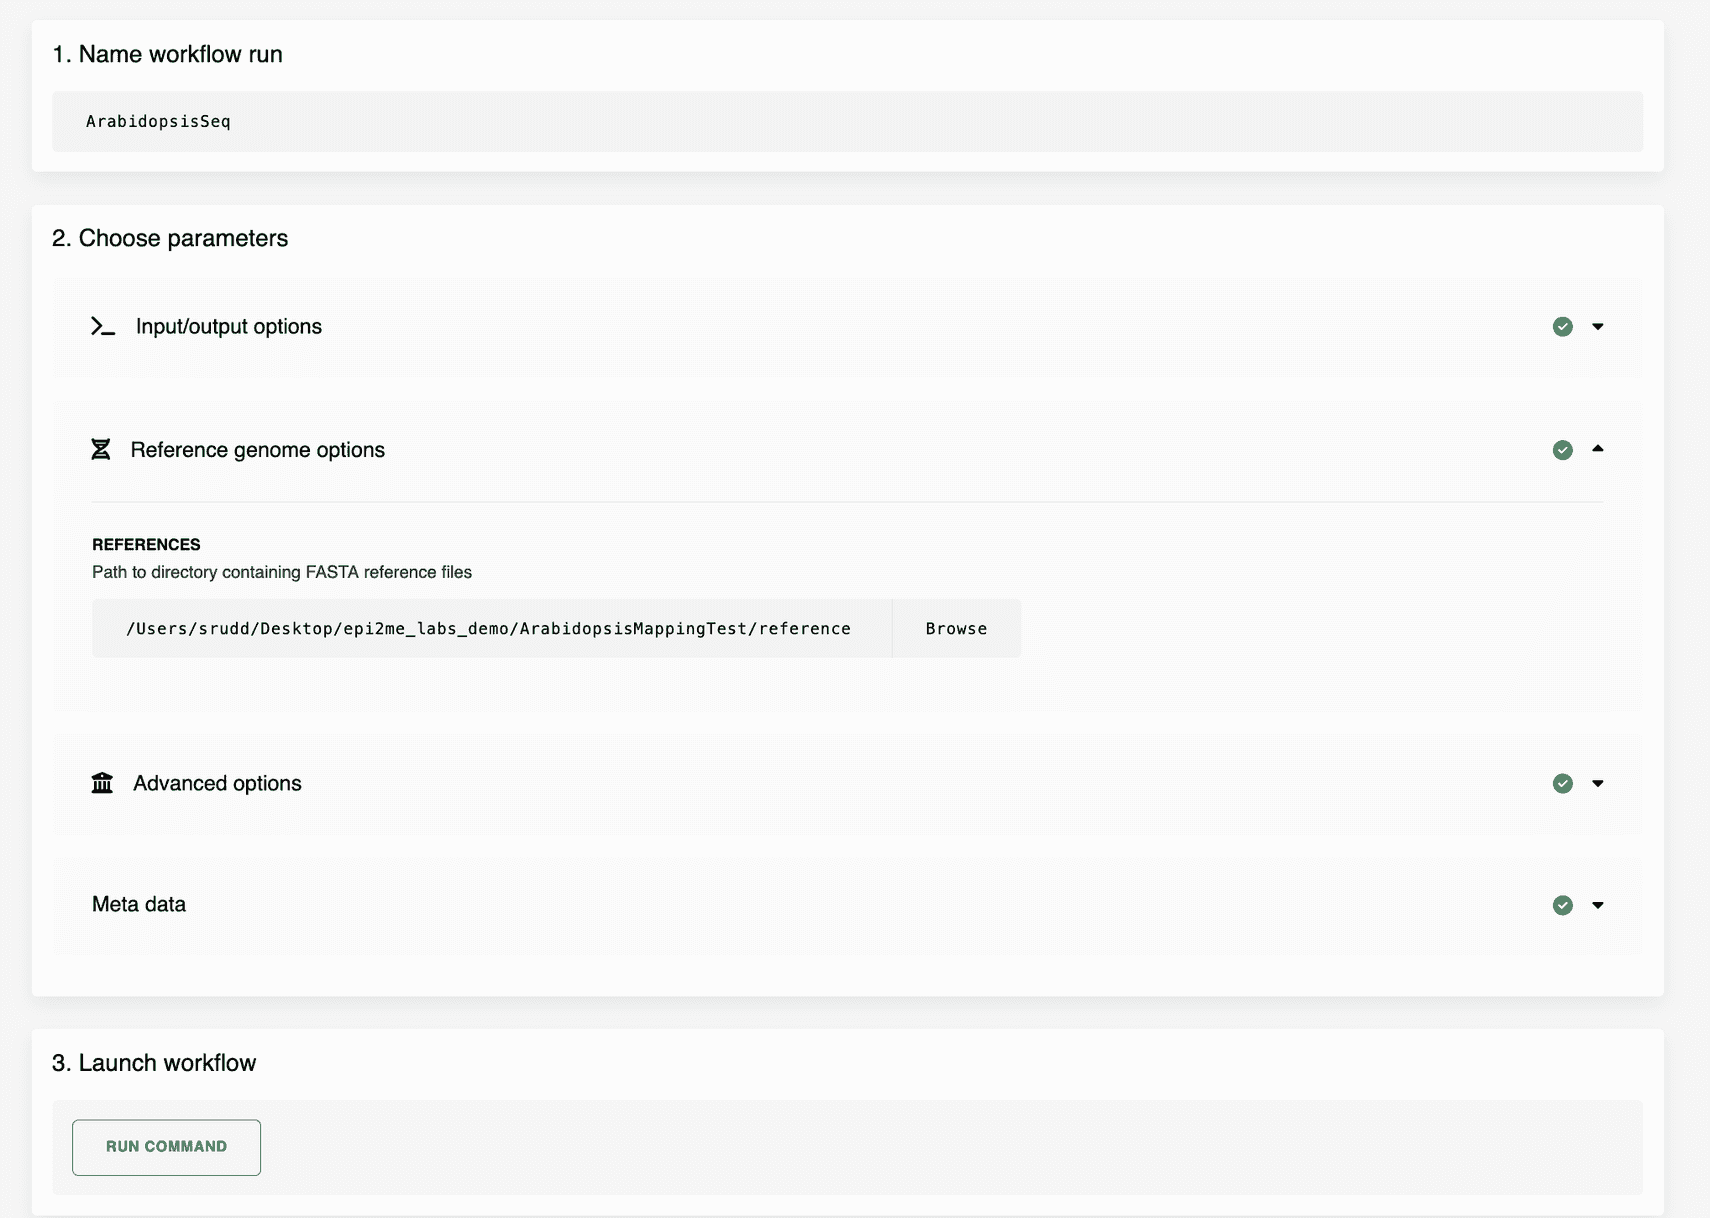 1. Name workflow run
ArabidopsisSeq
2. Choose parameters
Input/output options
Reference genome options
REFERENCES
Path to directory containing FASTA reference files
/Users/srudd/Desktop/epi2me_labs_demo/ArabidopsisMappingTest/reference
Browse
Advanced options
Meta data
3. Launch workflow
RUN COMMAND